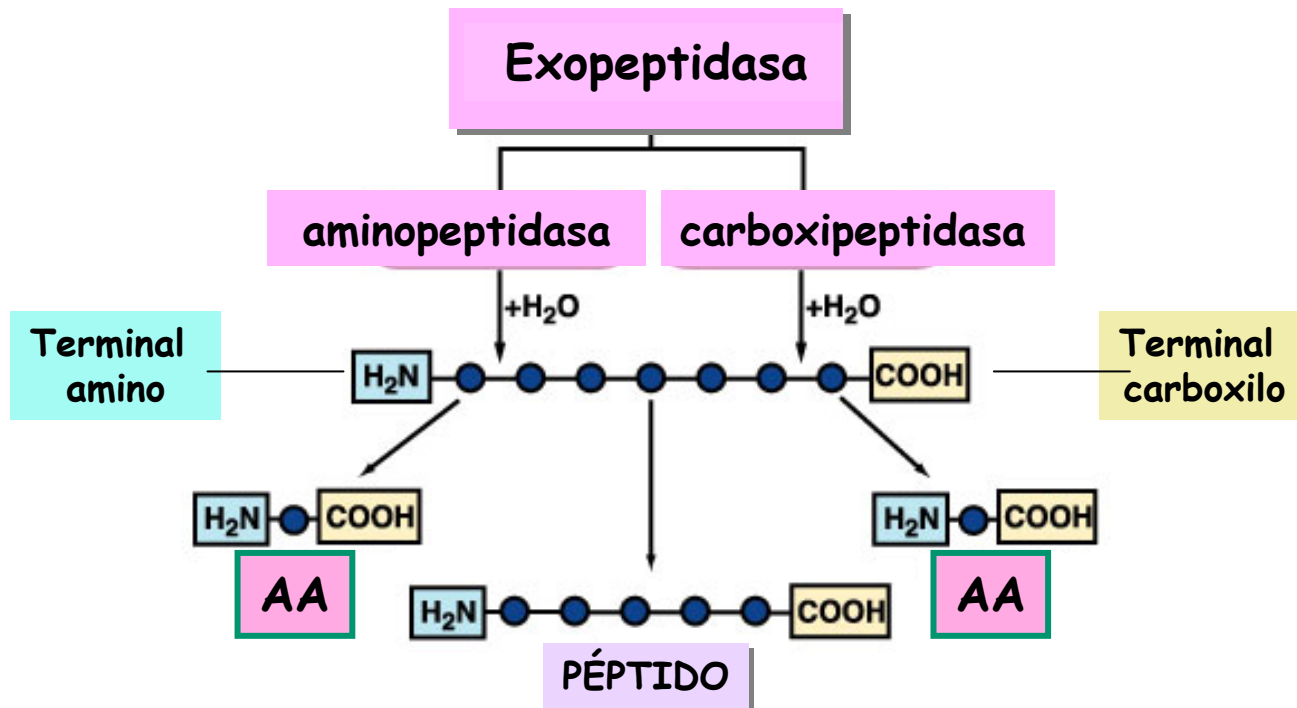 Exopeptidasa
aminopeptidasa
carboxipeptidasa
+H₂O
+H₂O
Terminal
amino
H₂N
COOH
Terminal
carboxilo
H₂N
COOH
H₂N
COOH
AA
AA
H₂N
COOH
PÉPTIDO